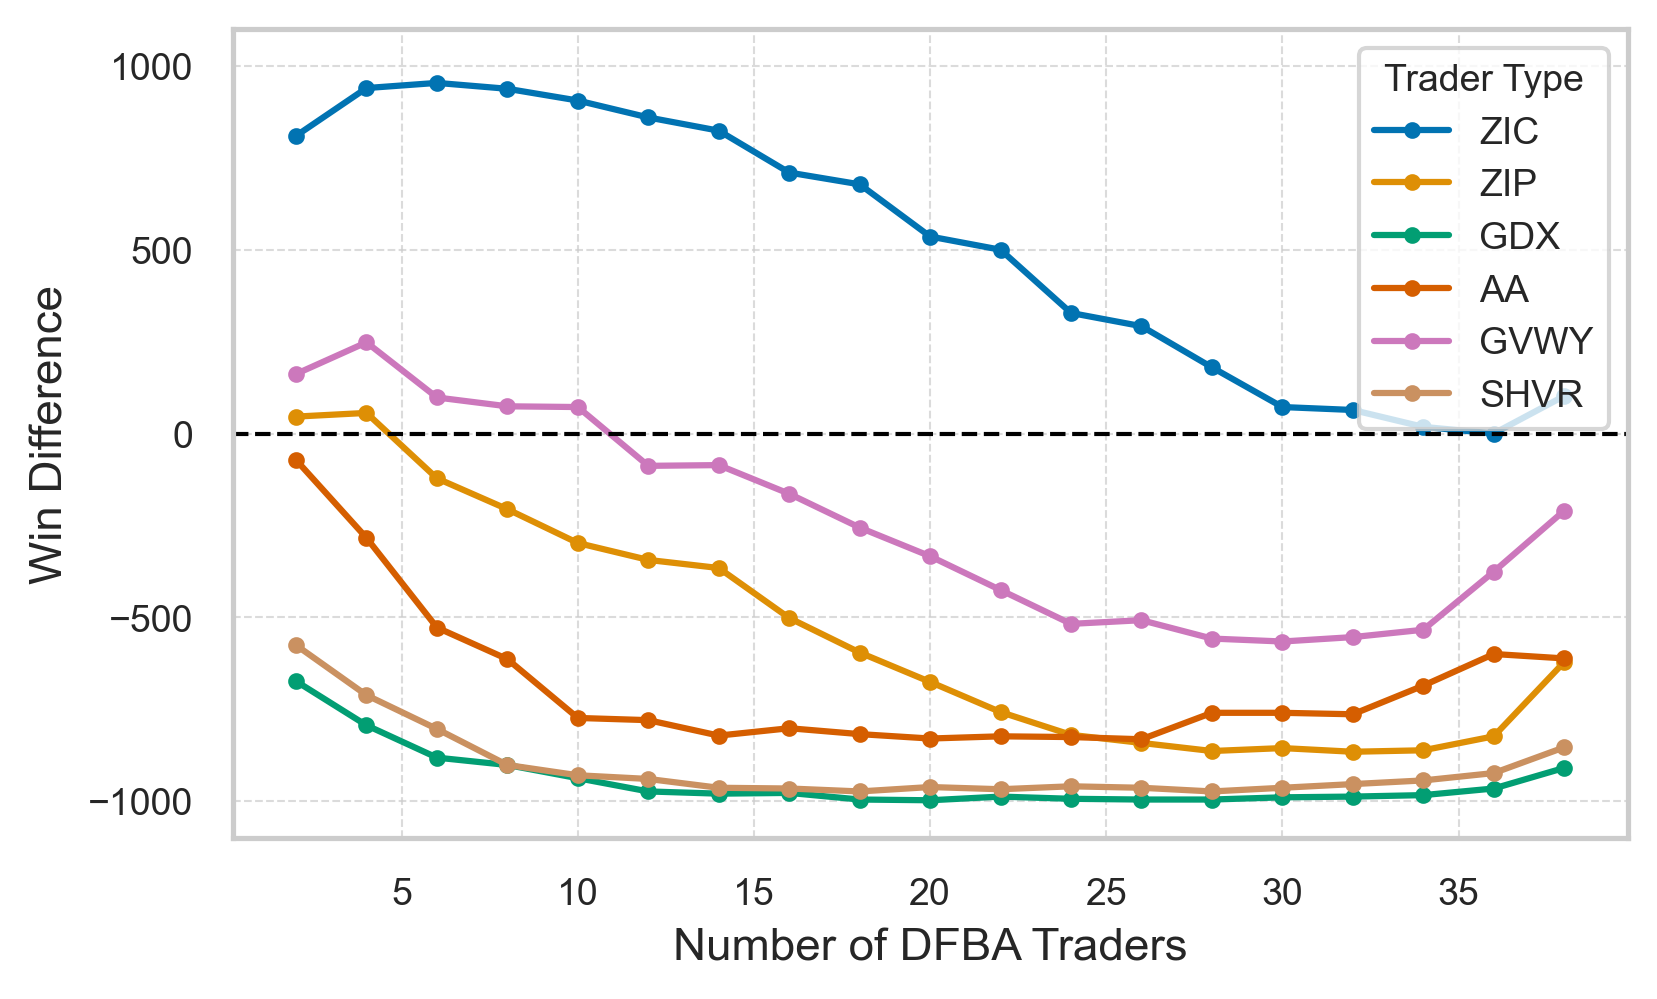 1000
500
0
−500
−1000
Win Difference
5
10
15
20
25
30
35
Number of DFBA Traders
Trader Type
ZIC
ZIP
GDX
AA
GVWY
SHVR